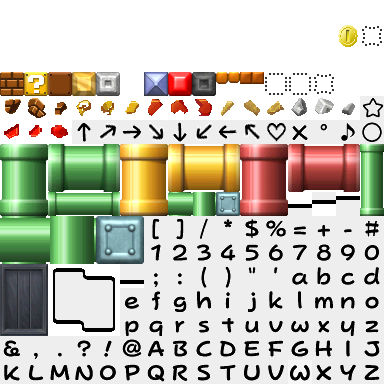 ?
↑ ↗ → ↘ ↓ ↙ ← ↖ ♡ × ° ♪ ○
[ ] / * $ % = + - #
1 2 3 4 5 6 7 8 9 0
; : ( ) " ' a b c d
e f g h i j k l m n o
p q r s t u v w x y z
& , . ? ! @ A B C D E F G H I J
K L M N O P Q R S T U V W X Y Z